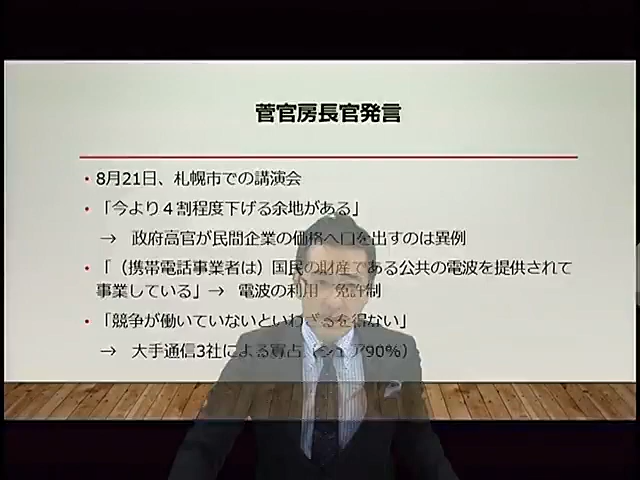 菅官房長官発言
・8月21日、札幌市での講演会
・「今より４割程度下げる余地がある」
→ 政府高官が民間企業の価格へ口を出すのは異例
・「（携帯電話事業者は）国民の財産である公共の電波を提供されて
事業している」→ 電波の利用 免許制
・「競争が働いていないといわざるを得ない」
→ 大手通信3社による寡占（シェア90%）